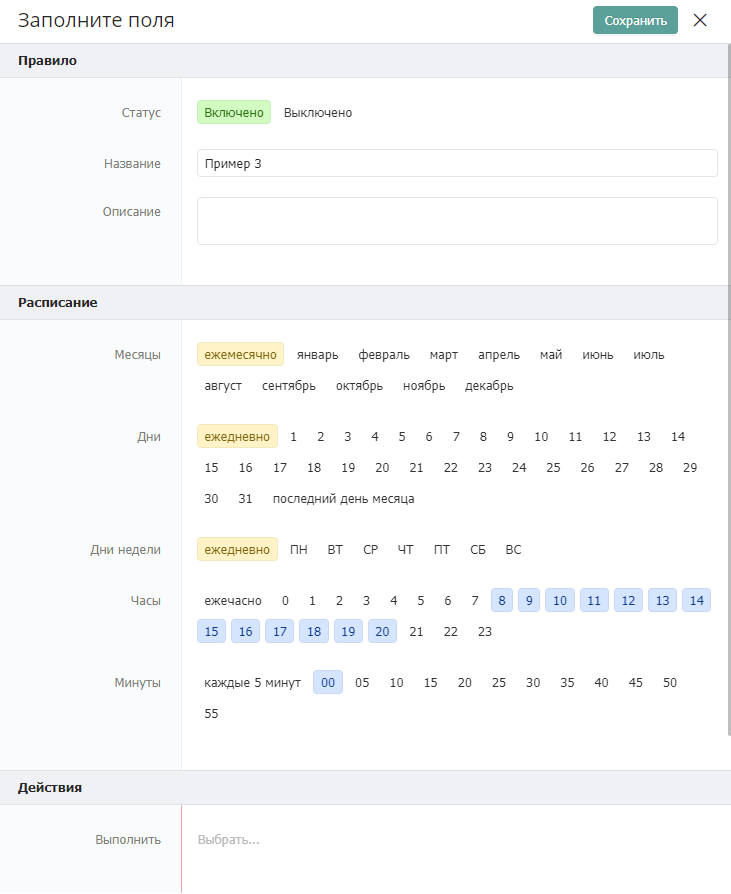 Заполните поля Сохранить
Правило
Статус Включено Выключено
Название Пример 3
Описание
Расписание
Месяцы ежемесячно январь февраль март апрель май июнь июль
август сентябрь октябрь ноябрь декабрь
Дни ежедневно 1 2 3 4 5 6 7 8 9 10 11 12 13 14
15 16 17 18 19 20 21 22 23 24 25 26 27 28 29
30 31 последний день месяца
Дни недели ежедневно ПН ВТ СР ЧТ ПТ СБ ВС
Часы ежечасно 0 1 2 3 4 5 6 7 8 9 10 11 12 13 14
15 16 17 18 19 20 21 22 23
Минуты каждые 5 минут 00 05 10 15 20 25 30 35 40 45 50
55
Действия
Выполнить Выбрать...